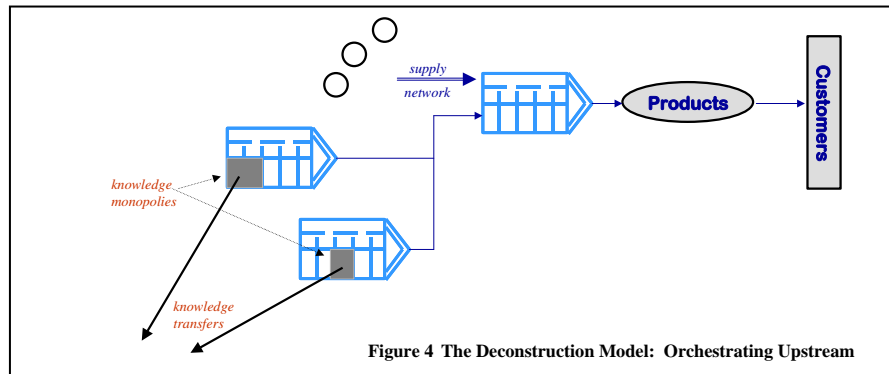 supply
network
Products
Customers
knowledge
monopolies
knowledge
transfers
Figure 4 The Deconstruction Model: Orchestrating Upstream